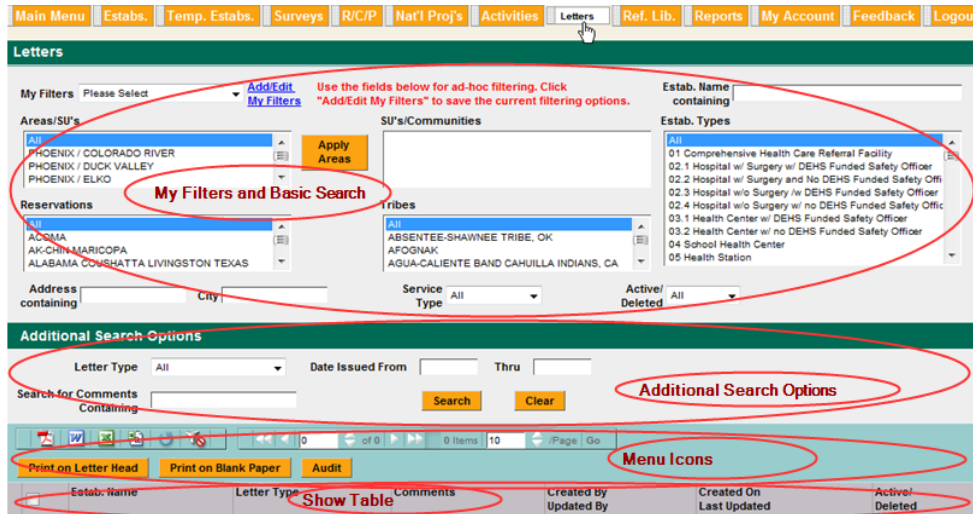 Main Menu Estabs. Temp. Estabs. Surveys R/C/P Nat'l Proj's Activities Letters Ref. Lib. Reports My Account Feedback Logou
Letters
My Filters Please Select Add/Edit My Filters
Use the fields below for ad-hoc filtering. Click
"Add/Edit My Filters" to save the current filtering options.
Estab. Name containing
Areas/SU's SU's/Communities Estab. Types
All
PHOENIX / COLORADO RIVER
PHOENIX / DUCK VALLEY
PHOENIX / ELKO
Apply Areas
All
01 Comprehensive Health Care Referral Facility
02.1 Hospital w/ Surgery w/ DEHS Funded Safety Officer
02.2 Hospital w/ Surgery and No DEHS Funded Safety Offi
02.3 Hospital w/o Surgery /w DEHS Funded Safety Officer
02.4 Hospital w/o Surgery w/ no DEHS Funded Safety Offic
03.1 Health Center w/ DEHS Funded Safety Officer
03.2 Health Center w/ no DEHS Funded Safety Officer
04 School Health Center
05 Health Station
My Filters and Basic Search
Reservations Tribes
All
ACOMA
AK-CHIN MARICOPA
ALABAMA COUSHATTA LIVINGSTON TEXAS
All
ABSENTEE-SHAWNEE TRIBE, OK
AFOGNAK
AGUA-CALIENTE BAND CAHUILLA INDIANS, CA
Address containing City Service Type All Active/ Deleted All
Additional Search Options
Letter Type All Date Issued From Thru
Search for Comments Containing Search Clear
Additional Search Options
0 of 0 0 Items 10 /Page Go
Print on Letter Head Print on Blank Paper Audit
Menu Icons
Estab. Name Letter Type Comments Created By Created On Active/
Updated By Last Updated Deleted
Show Table